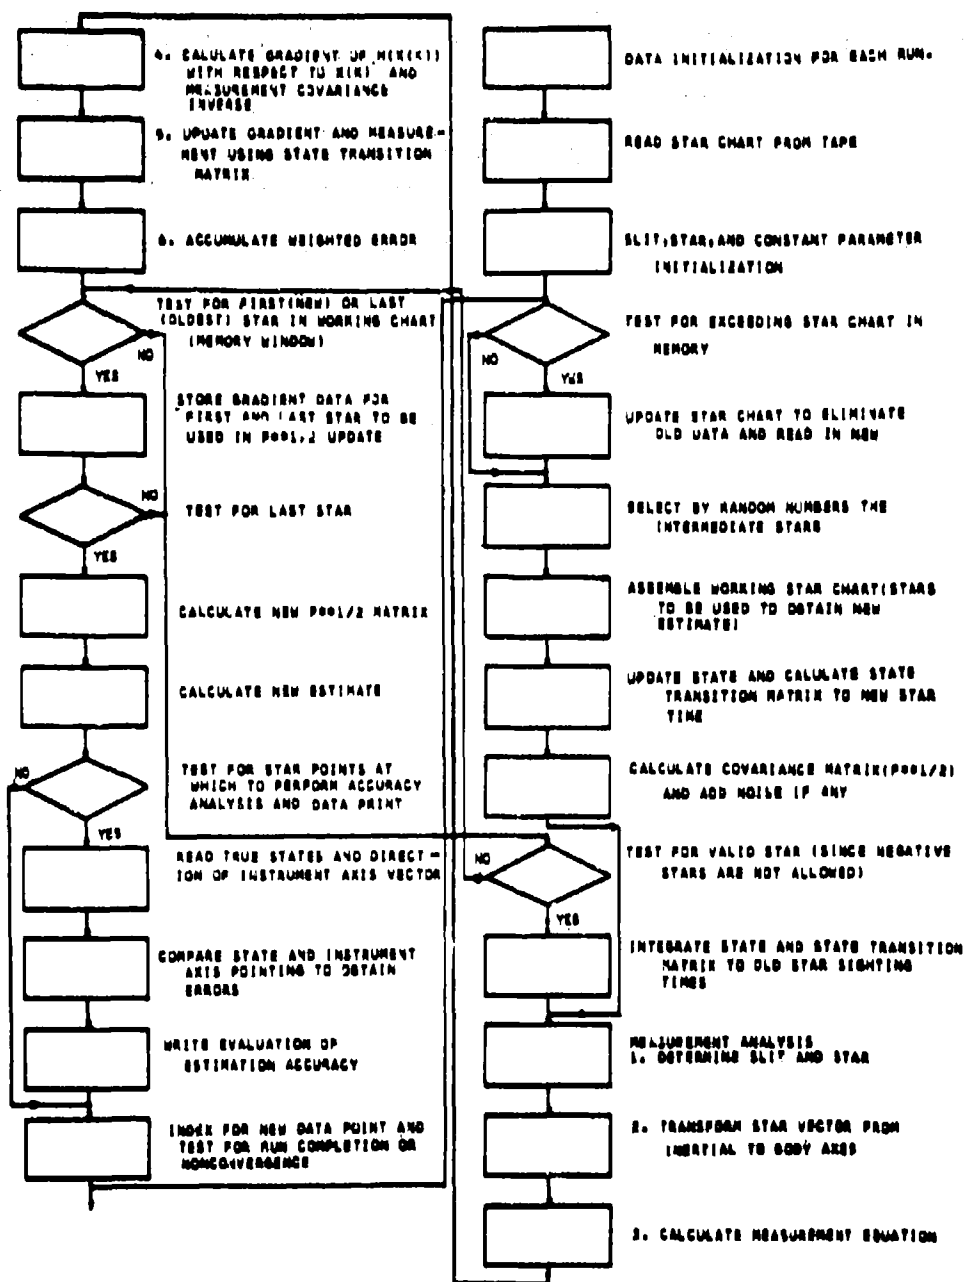 DATA INITIALIZATION FOR EACH RUN.
READ STAR CHART FROM TAPE
SLIT,STAR,AND CONSTANT PARAMETER
INITIALIZATION
TEST FOR EXCEEDING STAR CHART IN
MEMORY
NO
YES
UPDATE STAR CHART TO ELIMINATE
OLD DATA AND READ IN NEW
SELECT BY RANDOM NUMBERS THE
INTERMEDIATE STARS
ASSEMBLE WORKING STAR CHART(STARS
TO BE USED TO OBTAIN NEW
ESTIMATE)
UPDATE STATE AND CALULATE STATE
TRANSITION MATRIX TO NEW STAR
TIME
CALCULATE COVARIANCE MATRIX(P**1/2)
AND ADD NOISE IF ANY
TEST FOR VALID STAR (SINCE NEGATIVE
STARS ARE NOT ALLOWED)
NO
YES
INTEGRATE STATE AND STATE TRANSITION
MATRIX TO OLD STAR SIGHTING
TIMES
MEASUREMENT ANALYSIS
1. DETERMINE SLIT AND STAR
2. TRANSFORM STAR VECTOR FROM
INERTIAL TO BODY AXES
3. CALCULATE MEASUREMENT EQUATION
4. CALULATE GRADIENT OF H(X(K))
WITH RESPECT TO X(K) AND
MEASUREMENT COVARIANCE
INVERSE
5. UPDATE GRADIENT AND MEASURE-
MENT USING STATE TRANSITION
MATRIX
6. ACCUMULATE WEIGHTED ERROR
TEST FOR FIRST(NEW) OR LAST
(OLDEST) STAR IN WORKING CHART
(MEMORY WINDOW)
NO
YES
STORE GRADIENT DATA FOR
FIRST AND LAST STAR TO BE
USED IN P**1/2 UPDATE
NO
TEST FOR LAST STAR
YES
CALCULATE NEW P**1/2 MATRIX
CALCULATE NEW ESTIMATE
NO
TEST FOR STAR POINTS AT
WHICH TO PERFORM ACCURACY
ANALYSIS AND DATA PRINT
YES
READ TRUE STATES AND DIRECT-
ION OF INSTRUMENT AXIS VECTOR
COMPARE STATE AND INSTRUMENT
AXIS POINTING TO OBTAIN
ERRORS
WRITE EVALUATION OF
ESTIMATION ACCURACY
INDEX FOR NEW DATA POINT AND
TEST FOR RUN COMPLETION OR
NONCONVERGENCE